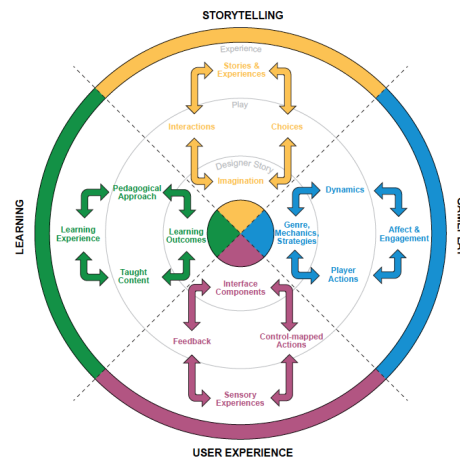 STORYTELLING
Experience
Stories &
Experiences
Play
Interactions
Choices
Designer Story
Imagination
Pedagogical
Approach
Dynamics
LEARNING
Learning
Experience
Learning
Outcomes
Genre,
Mechanics,
Strategies
Affect &
Engagement
Taught
Content
Player
Actions
Interface
Components
Feedback
Control-mapped
Actions
Sensory
Experiences
USER EXPERIENCE